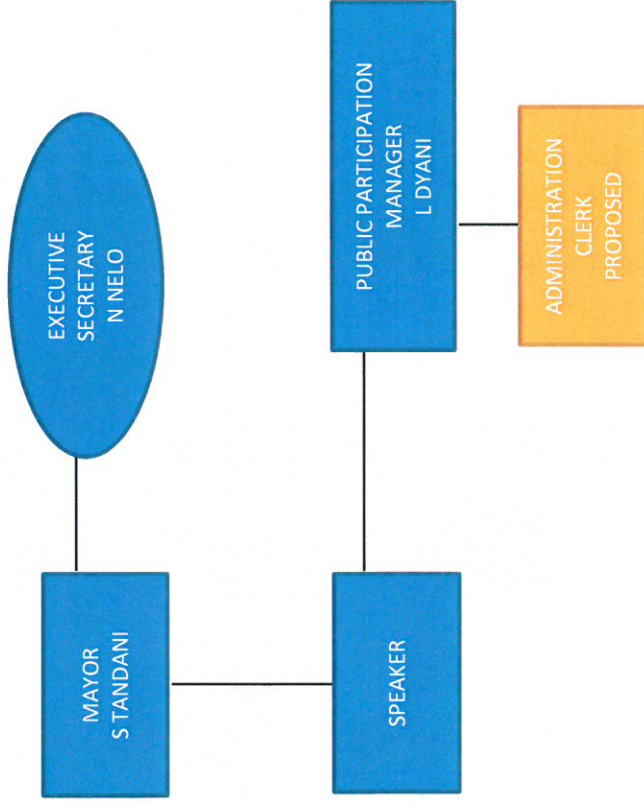 MAYOR
S TANDANI
EXECUTIVE
SECRETARY
N NELO
SPEAKER
PUBLIC PARTICIPATION
MANAGER
L DYANI
ADMINISTRATION
CLERK
PROPOSED